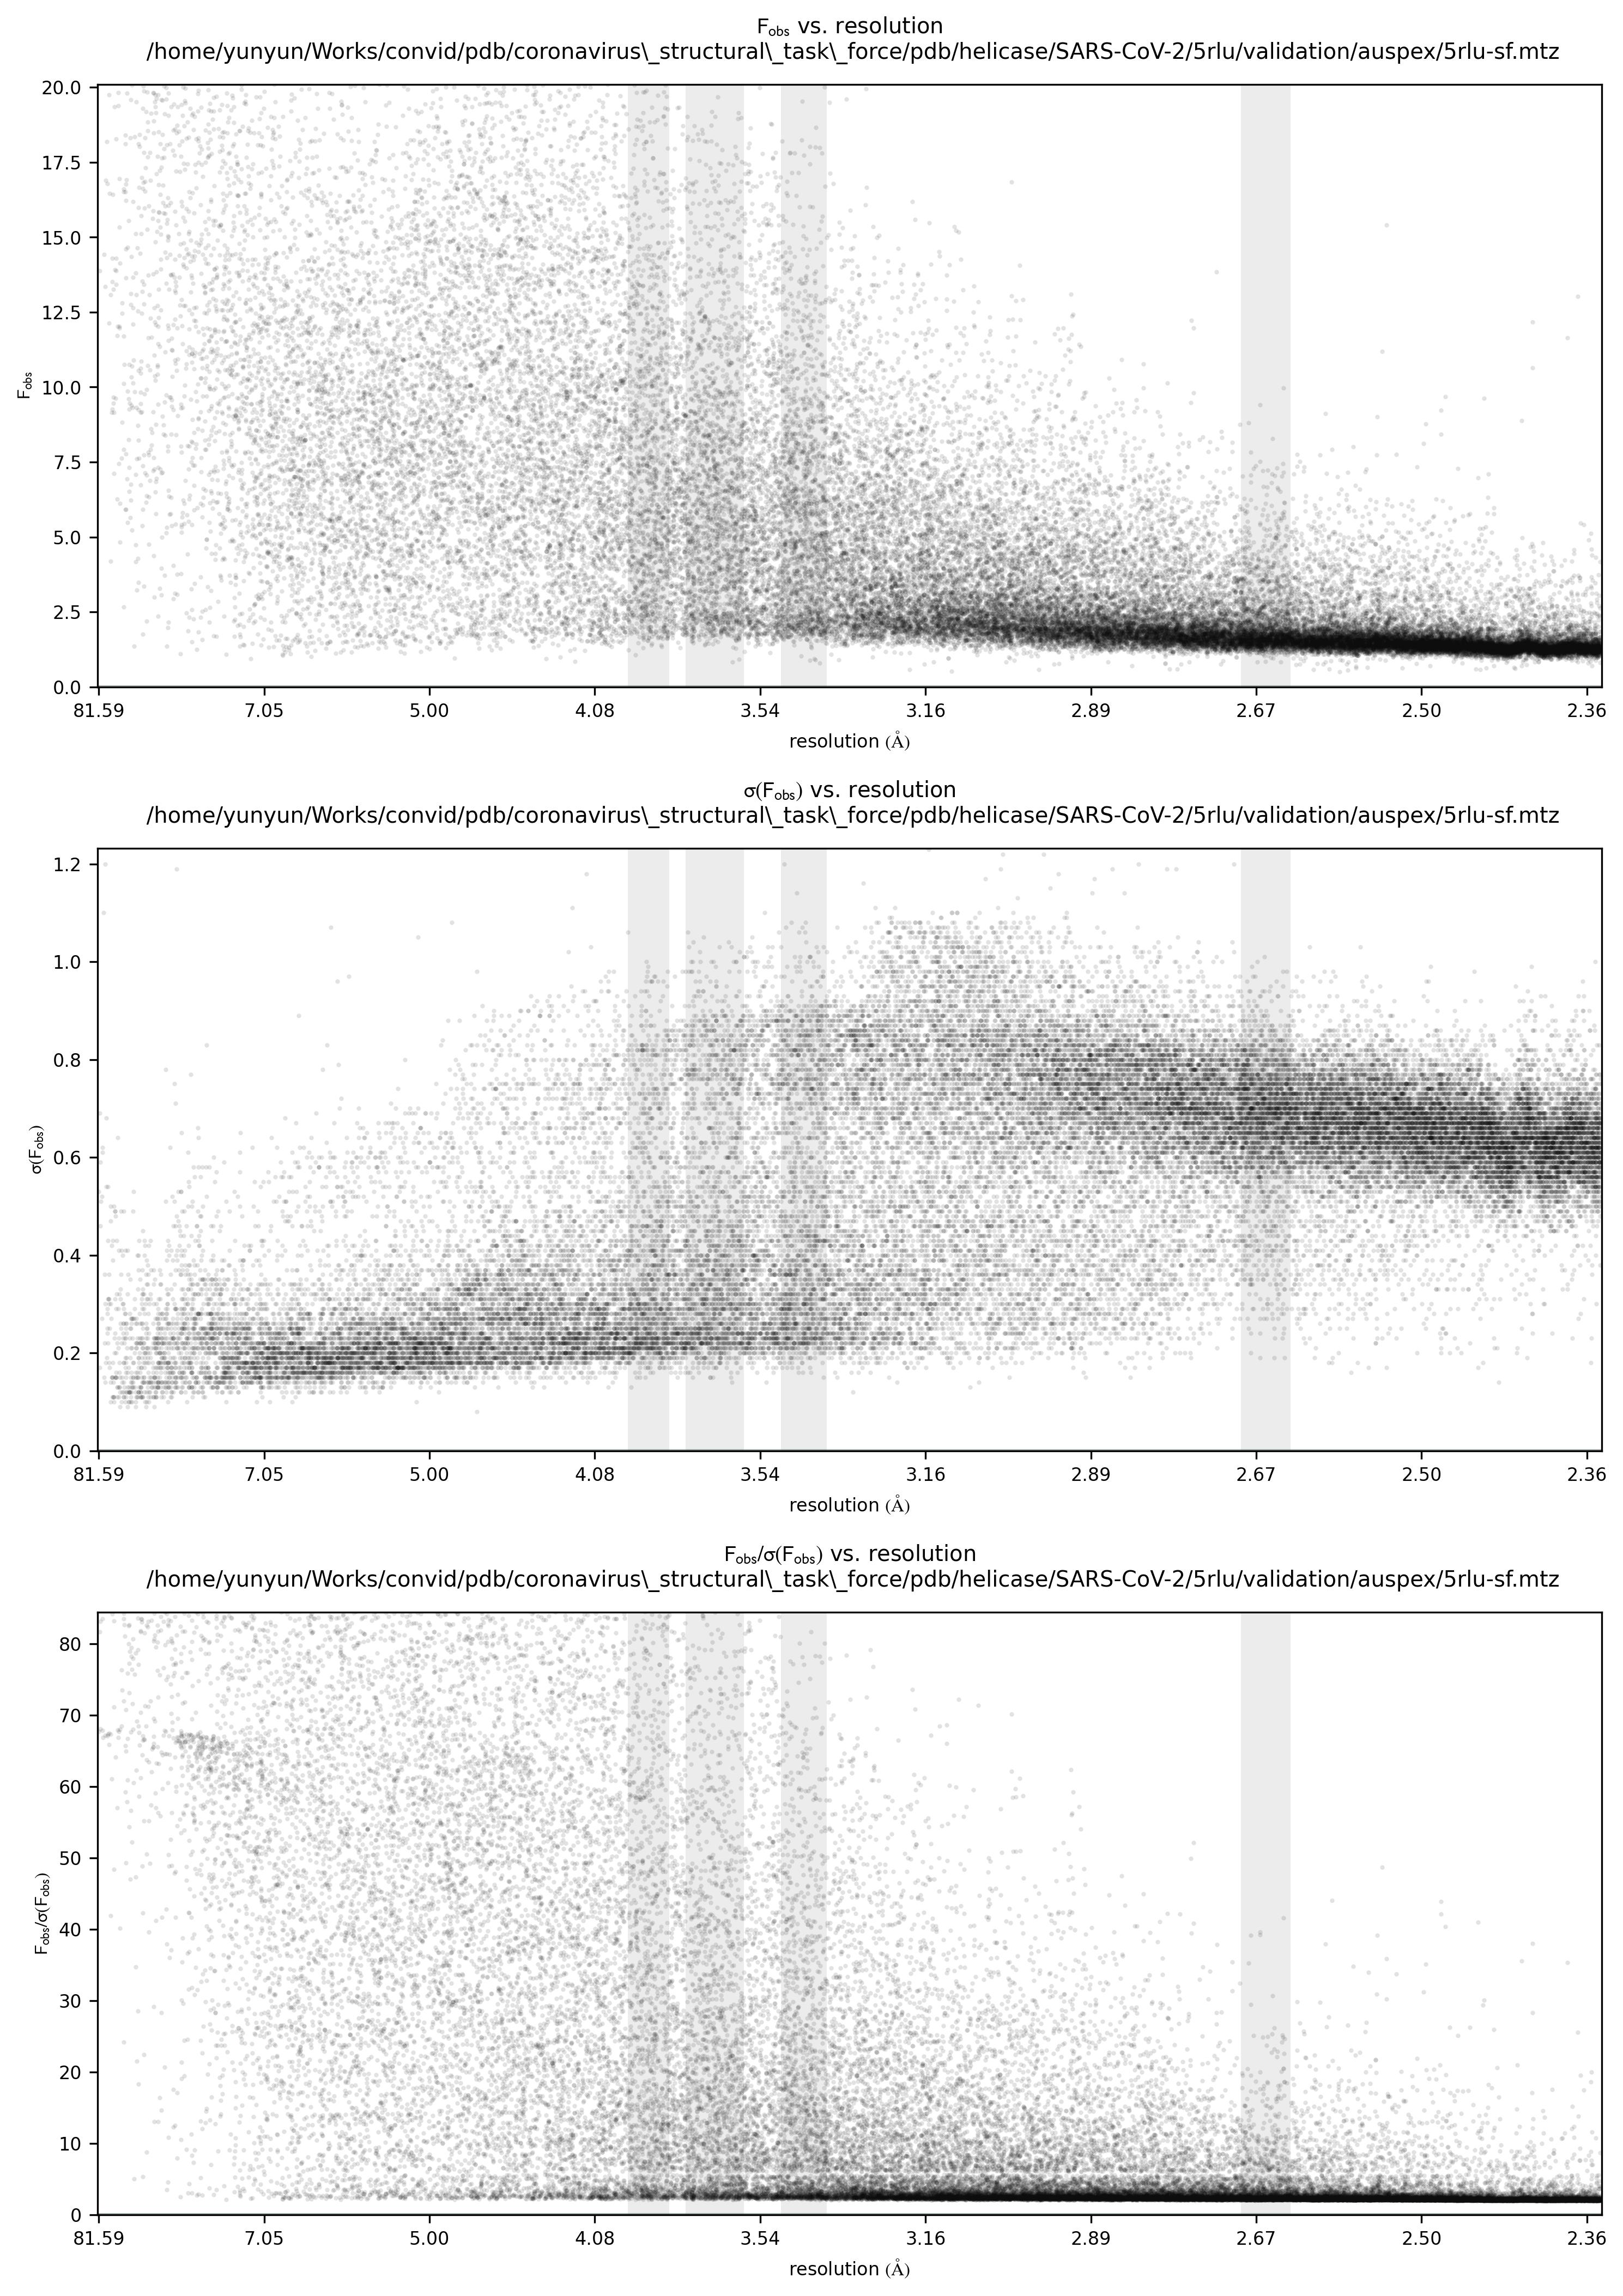 Fobs vs. resolution
/home/yunyun/Works/convid/pdb/coronavirus\_structural\_task\_force/pdb/helicase/SARS-CoV-2/5rlu/validation/auspex/5rlu-sf.mtz
20.0
17.5
15.0
12.5
10.0
7.5
5.0
2.5
0.0
Fobs
81.59 7.05 5.00 4.08 3.54 3.16 2.89 2.67 2.50 2.36
resolution (Å)
σ(Fobs) vs. resolution
/home/yunyun/Works/convid/pdb/coronavirus\_structural\_task\_force/pdb/helicase/SARS-CoV-2/5rlu/validation/auspex/5rlu-sf.mtz
1.2
1.0
0.8
0.6
0.4
0.2
0.0
σ(Fobs)
81.59 7.05 5.00 4.08 3.54 3.16 2.89 2.67 2.50 2.36
resolution (Å)
Fobs/σ(Fobs) vs. resolution
/home/yunyun/Works/convid/pdb/coronavirus\_structural\_task\_force/pdb/helicase/SARS-CoV-2/5rlu/validation/auspex/5rlu-sf.mtz
80
70
60
50
40
30
20
10
0
Fobs/σ(Fobs)
81.59 7.05 5.00 4.08 3.54 3.16 2.89 2.67 2.50 2.36
resolution (Å)